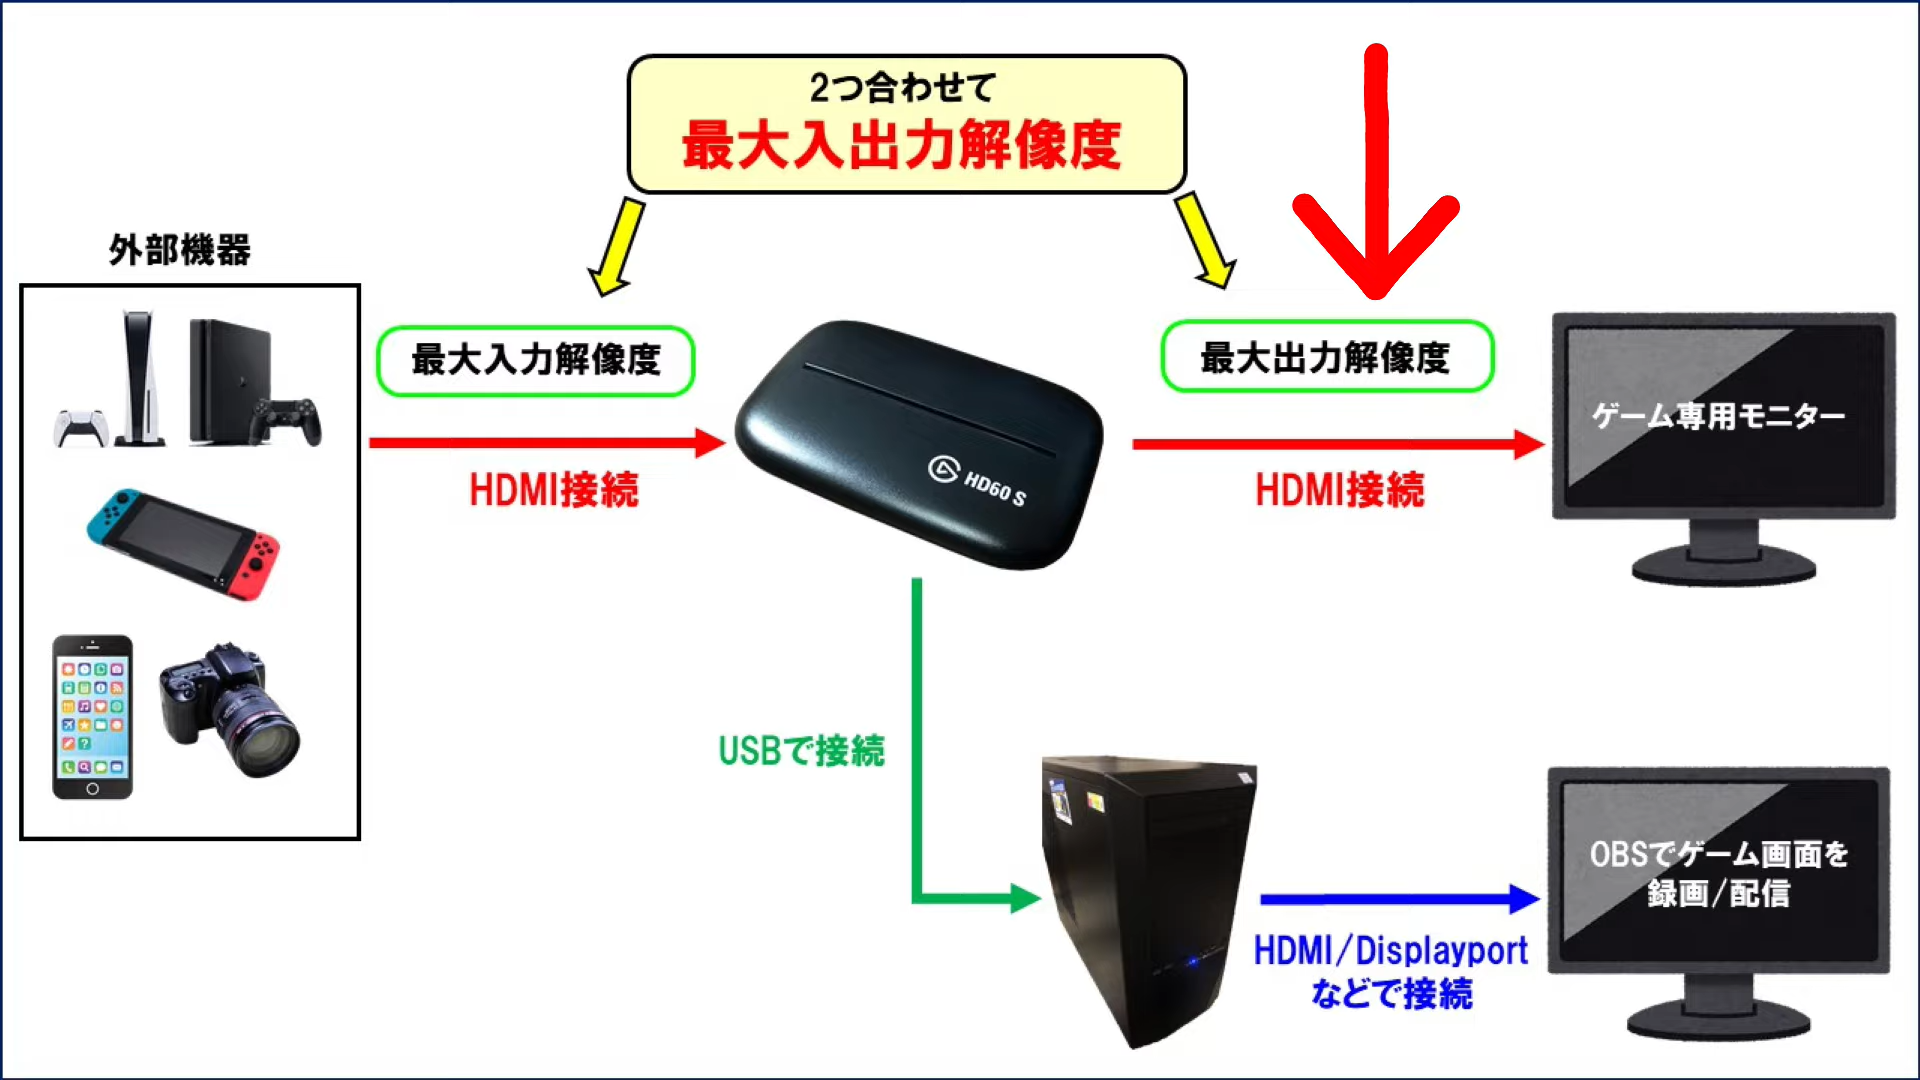 2つ合わせて
最大入出力解像度
外部機器
最大入力解像度
最大出力解像度
ゲーム専用モニター
HDMI接続
HD60 S
HDMI接続
USBで接続
OBSでゲーム画面を
録画/配信
HDMI/Displayport
などで接続